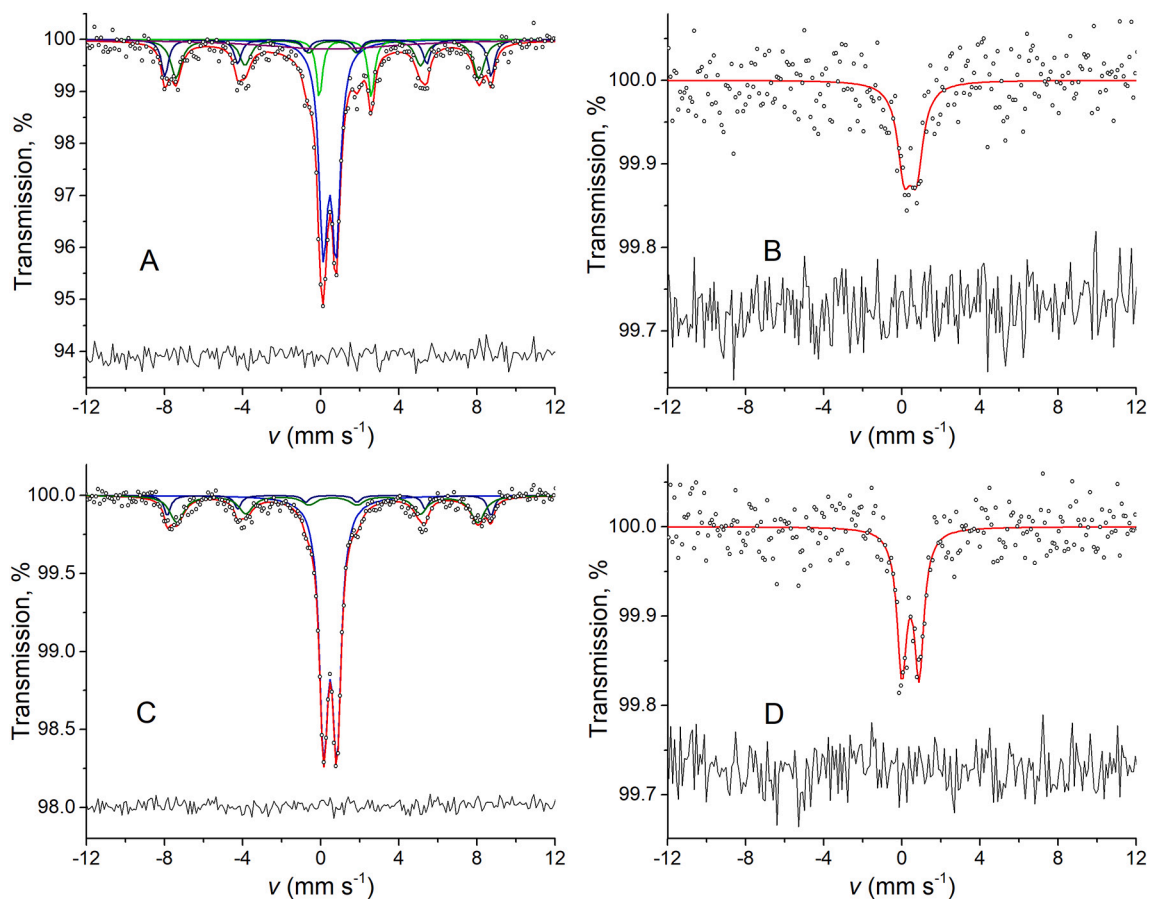 100
99
98
97
96
95
94
Transmission, %
A
-12 -8 -4 0 4 8 12
v (mm s⁻¹)
100.0
99.9
99.8
99.7
Transmission, %
B
-12 -8 -4 0 4 8 12
v (mm s⁻¹)
100.0
99.5
99.0
98.5
98.0
Transmission, %
C
-12 -8 -4 0 4 8 12
v (mm s⁻¹)
100.0
99.9
99.8
99.7
Transmission, %
D
-12 -8 -4 0 4 8 12
v (mm s⁻¹)